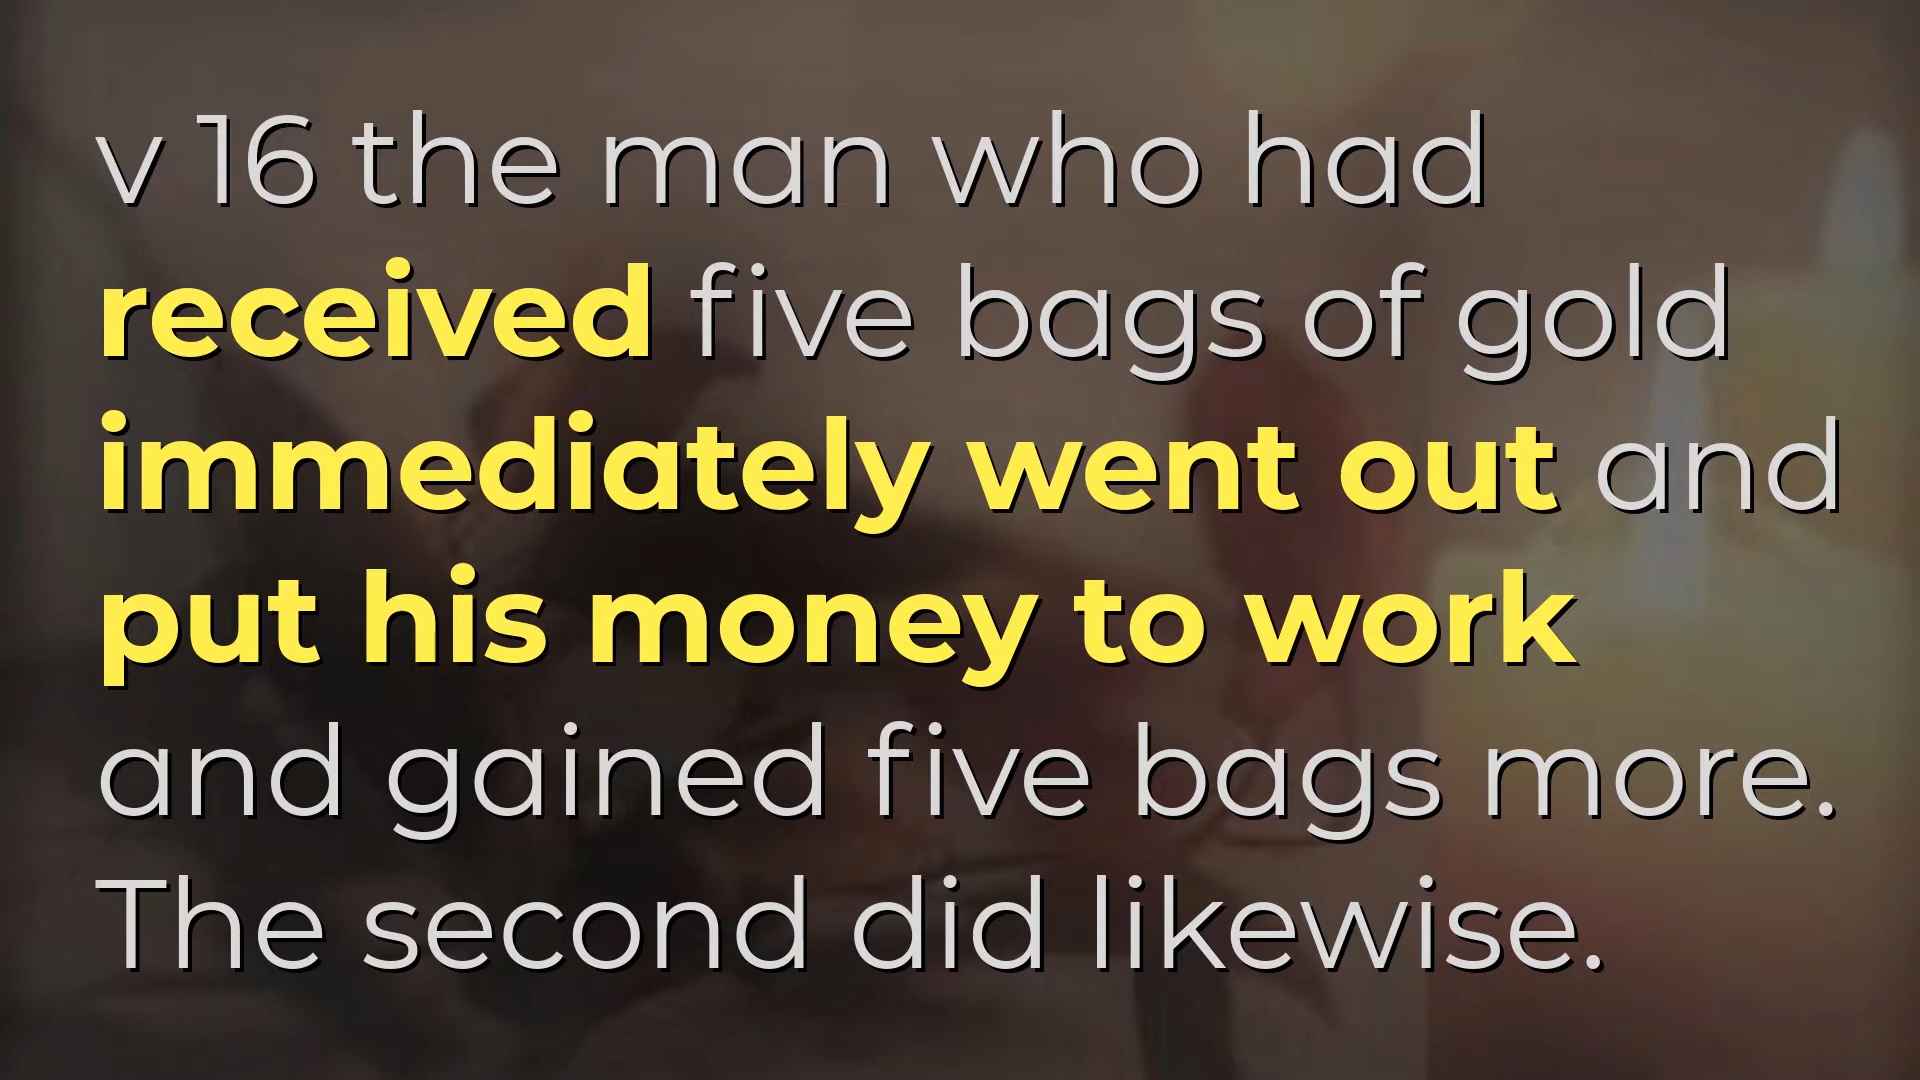 v 16 the man who had
received five bags of gold
immediately went out and
put his money to work
and gained five bags more.
The second did likewise.